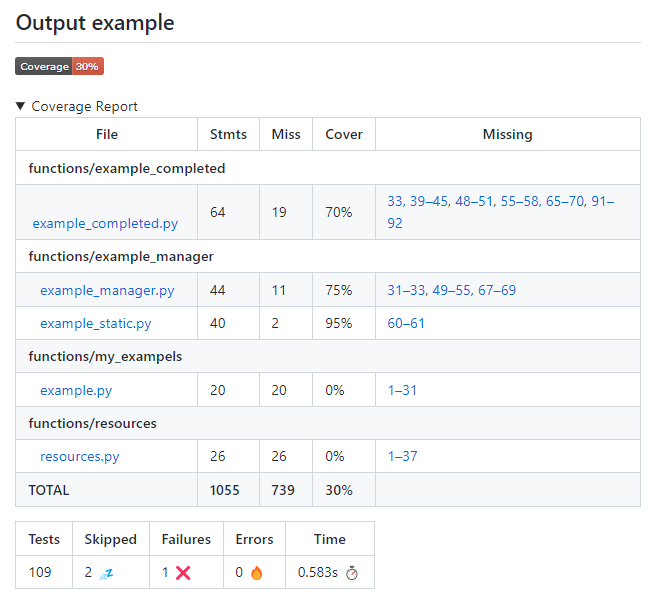 Output example
Coverage 30%
▼ Coverage Report
File Stmts Miss Cover Missing
functions/example_completed
example_completed.py 64 19 70% 33, 39–45, 48–51, 55–58, 65–70, 91–
92
functions/example_manager
example_manager.py 44 11 75% 31–33, 49–55, 67–69
example_static.py 40 2 95% 60–61
functions/my_exampels
example.py 20 20 0% 1–31
functions/resources
resources.py 26 26 0% 1–37
TOTAL 1055 739 30%
Tests Skipped Failures Errors Time
109 2 💤 1 ❌ 0 🔥 0.583s ⏱